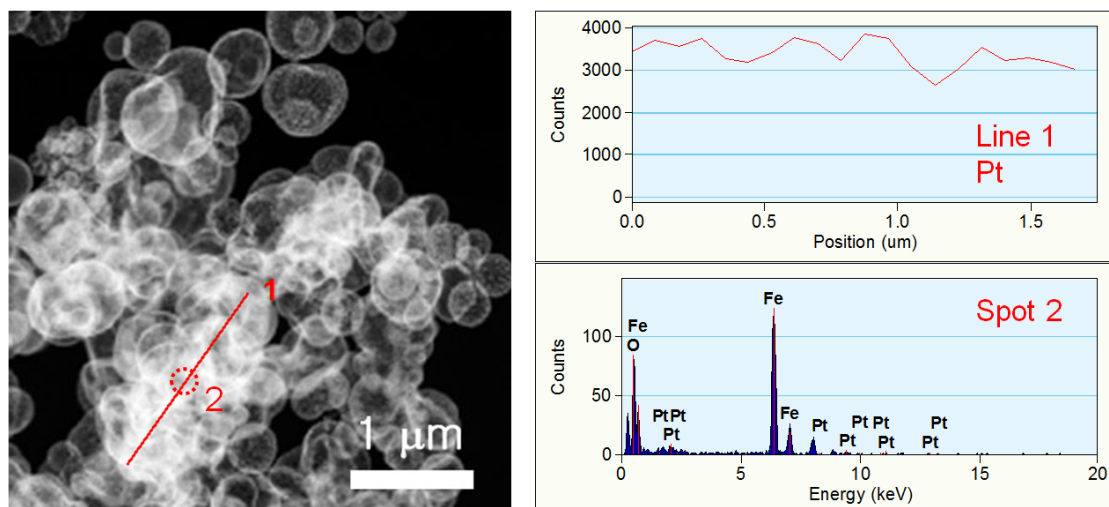 1
2
1 μm
4000
3000
2000
1000
0
Counts
0.0 0.5 1.0 1.5
Position (um)
Line 1
Pt
100
50
0
Counts
Fe
O
Pt Pt
Pt
Fe
Fe
Pt
Pt
Pt
Pt
Pt
Pt
Pt
Spot 2
0 5 10 15 20
Energy (keV)